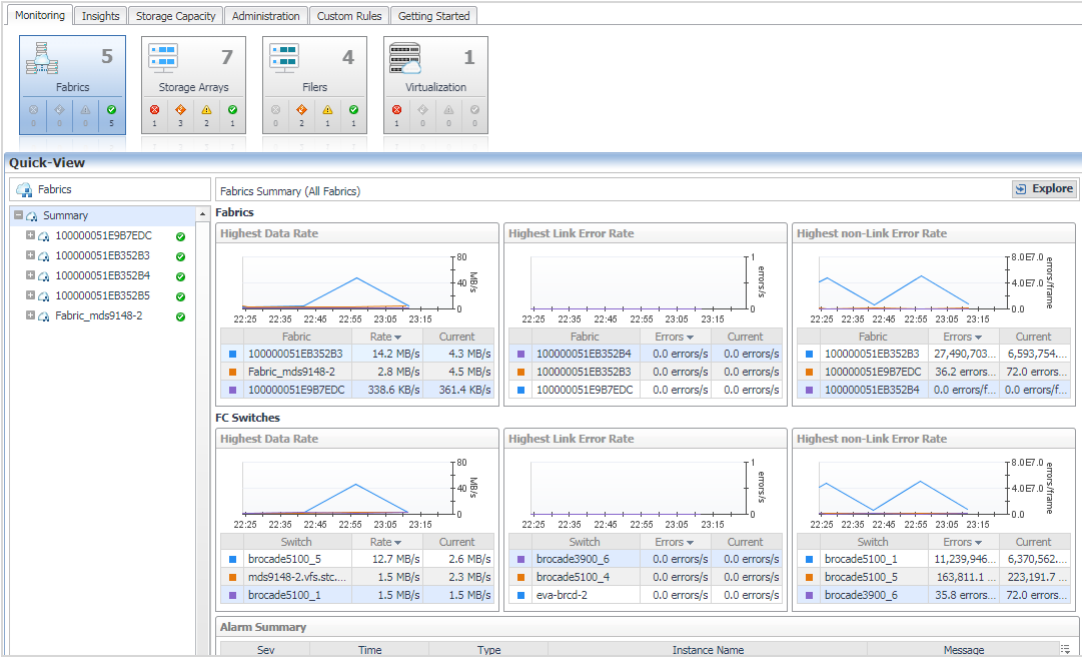 Monitoring Insights Storage Capacity Administration Custom Rules Getting Started
5 7 4 1
Fabrics Storage Arrays Filers Virtualization
0 0 0 5 1 3 2 1 0 2 1 1 1 0 0 0
Quick-View
Fabrics
Fabrics Summary (All Fabrics) Explore
Summary
100000051E9B7EDC
100000051EB352B3
100000051EB352B4
100000051EB352B5
Fabric_mds9148-2
Fabrics
Highest Data Rate
80
40
0
MB/s
22:25 22:35 22:45 22:55 23:05 23:15
Fabric Rate Current
100000051EB352B3 14.2 MB/s 4.3 MB/s
Fabric_mds9148-2 2.8 MB/s 4.5 MB/s
100000051E9B7EDC 338.6 KB/s 361.4 KB/s
Highest Link Error Rate
1
0
errors/s
22:25 22:35 22:45 22:55 23:05 23:15
Fabric Errors Current
100000051EB352B4 0.0 errors/s 0.0 errors/s
100000051EB352B3 0.0 errors/s 0.0 errors/s
100000051E9B7EDC 0.0 errors/s 0.0 errors/s
Highest non-Link Error Rate
8.0E7.0
4.0E7.0
0.0
errors/frame
22:25 22:35 22:45 22:55 23:05 23:15
Fabric Errors Current
100000051EB352B3 27,490,703... 6,593,754....
100000051E9B7EDC 36.2 errors... 72.0 errors...
100000051EB352B4 0.0 errors/f... 0.0 errors/f...
FC Switches
Highest Data Rate
80
40
0
MB/s
22:25 22:35 22:45 22:55 23:05 23:15
Switch Rate Current
brocade5100_5 12.7 MB/s 2.6 MB/s
mds9148-2.vfs.stc.... 1.5 MB/s 2.3 MB/s
brocade5100_1 1.5 MB/s 1.5 MB/s
Highest Link Error Rate
1
0
errors/s
22:25 22:35 22:45 22:55 23:05 23:15
Switch Errors Current
brocade3900_6 0.0 errors/s 0.0 errors/s
brocade5100_4 0.0 errors/s 0.0 errors/s
eva-brcd-2 0.0 errors/s 0.0 errors/s
Highest non-Link Error Rate
8.0E7.0
4.0E7.0
0.0
errors/frame
22:25 22:35 22:45 22:55 23:05 23:15
Switch Errors Current
brocade5100_1 11,239,946... 6,370,562....
brocade5100_5 163,811.1 ... 223,191.7 ...
brocade3900_6 35.8 errors... 72.0 errors...
Alarm Summary
Sev Time Type Instance Name Message